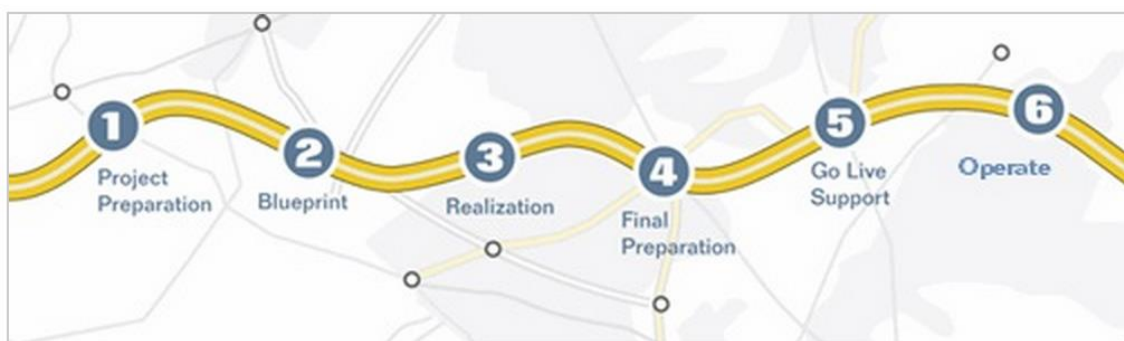 1
Project
Preparation
2
Blueprint
3
Realization
4
Final
Preparation
5
Go Live
Support
6
Operate